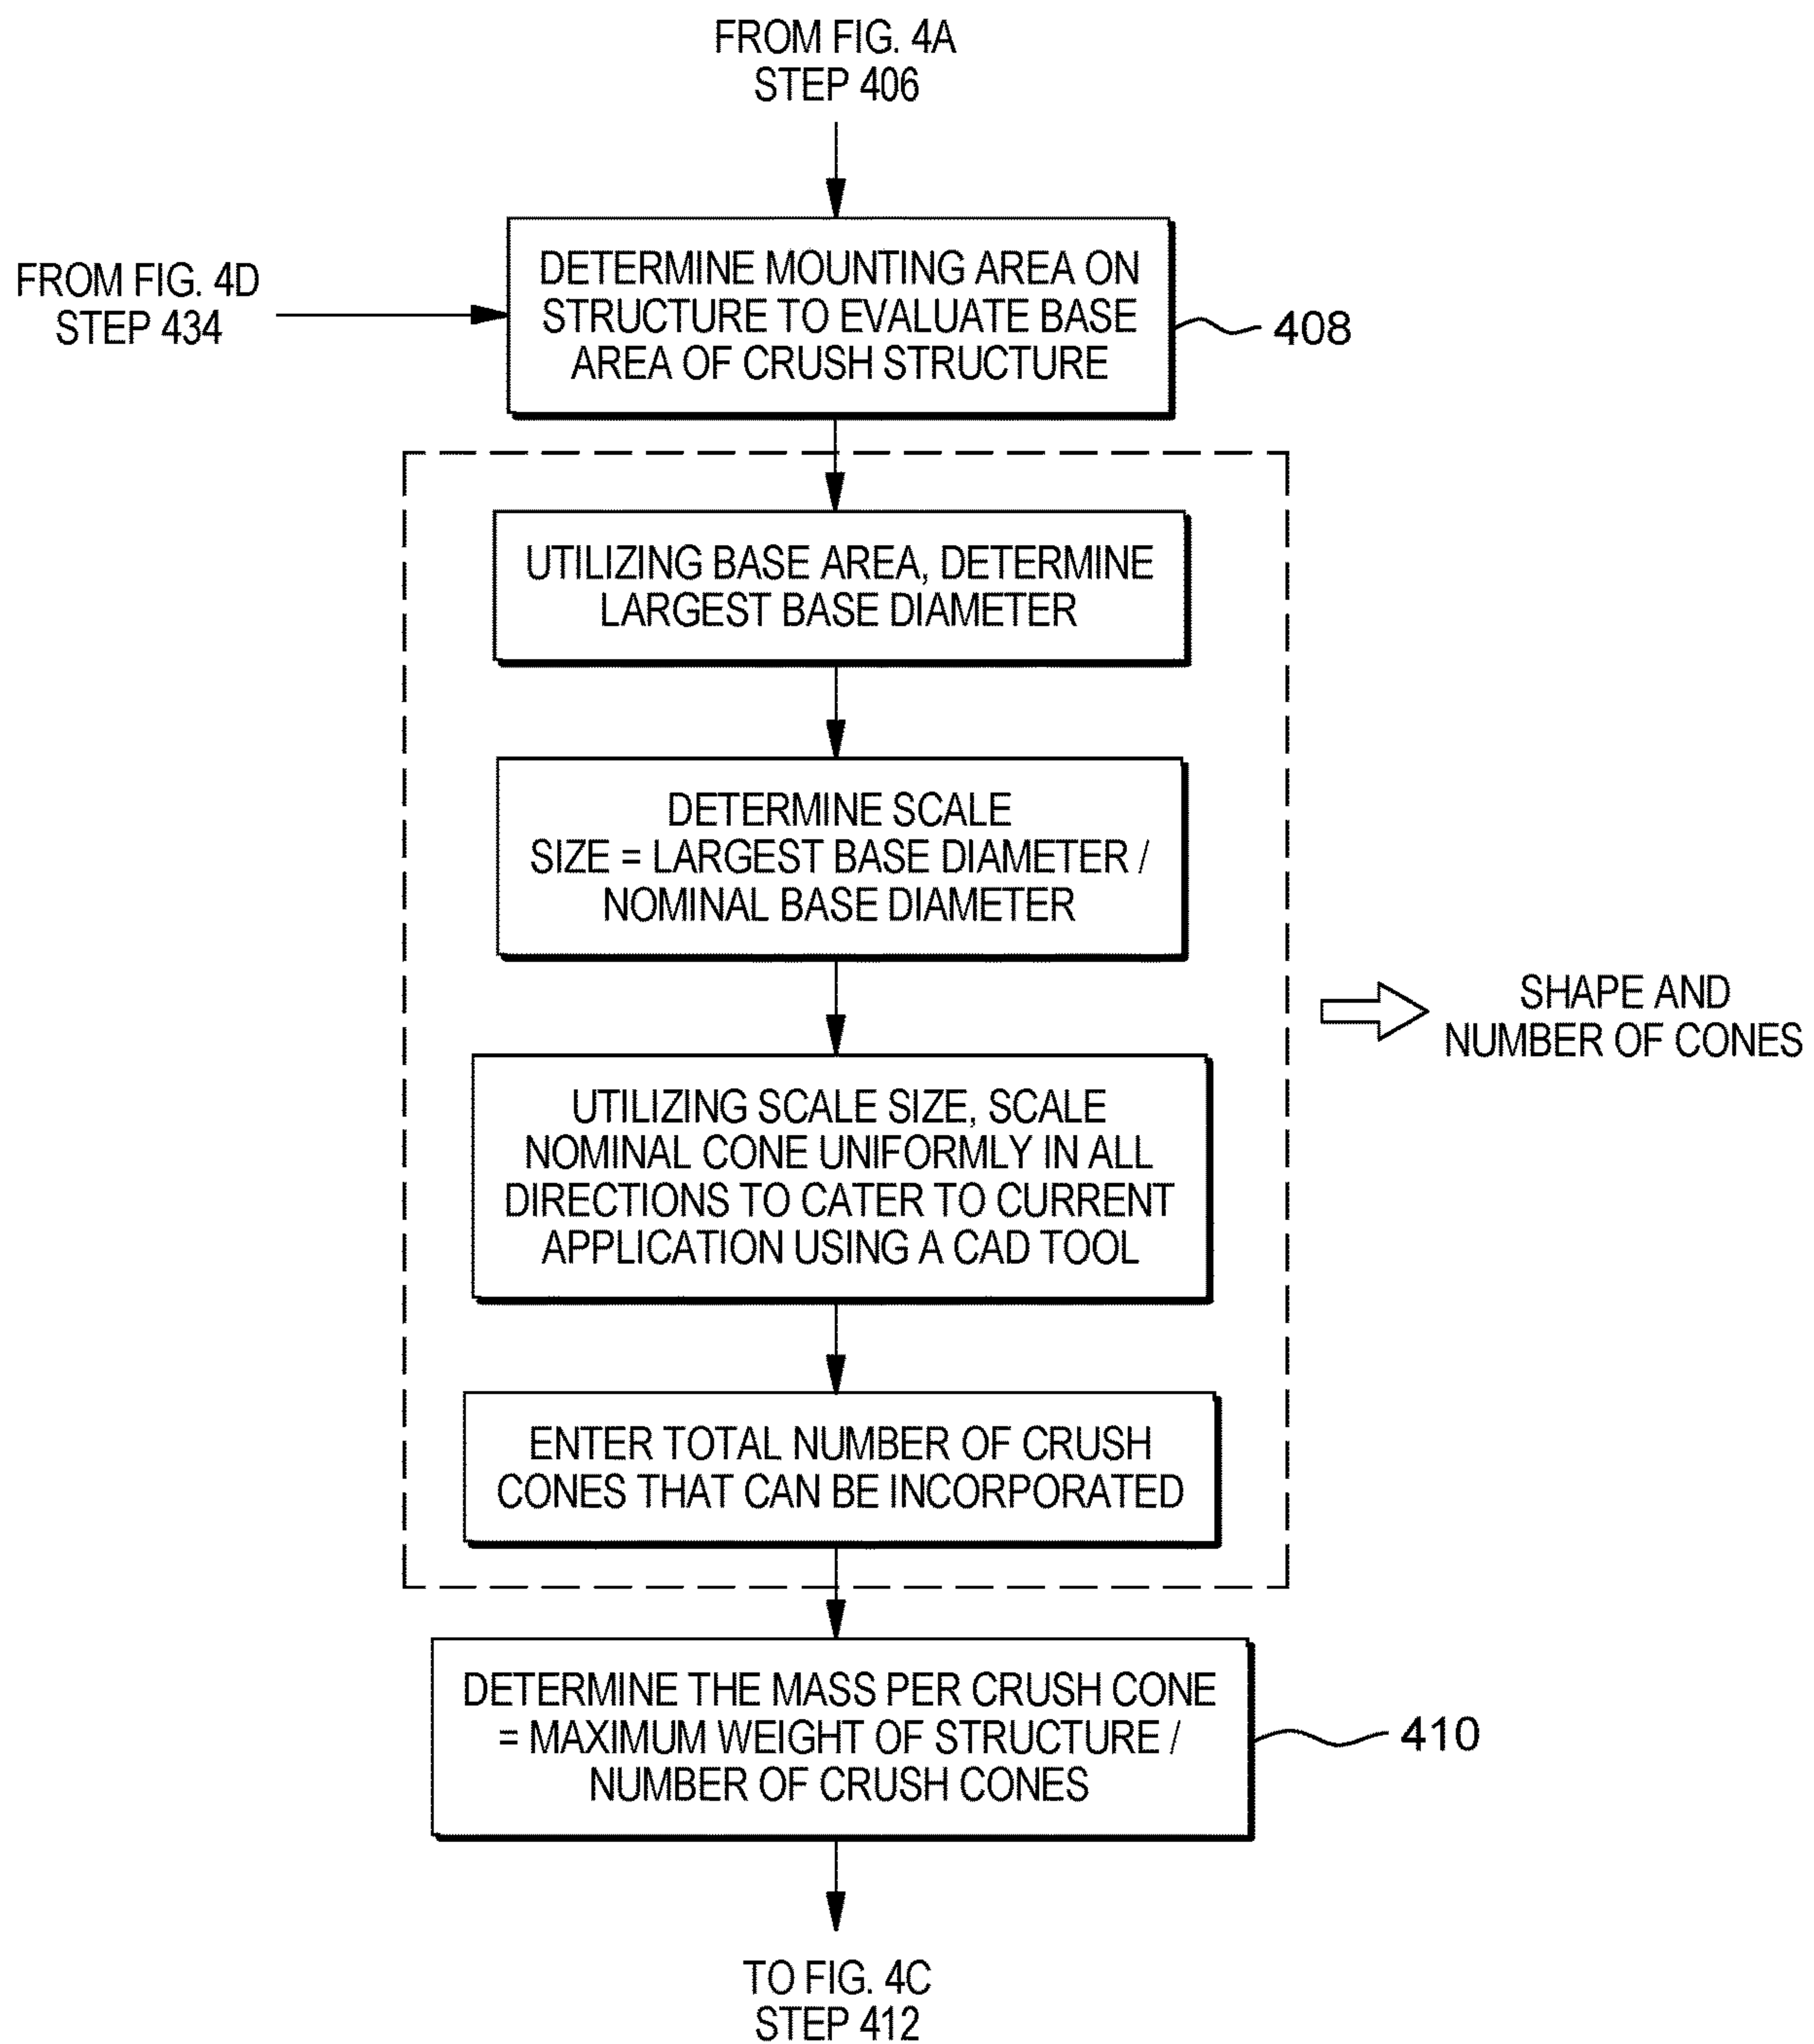 FROM FIG. 4A
STEP 406
FROM FIG. 4D
STEP 434
DETERMINE MOUNTING AREA ON
STRUCTURE TO EVALUATE BASE
AREA OF CRUSH STRUCTURE
408
UTILIZING BASE AREA, DETERMINE
LARGEST BASE DIAMETER
DETERMINE SCALE
SIZE = LARGEST BASE DIAMETER /
NOMINAL BASE DIAMETER
SHAPE AND
NUMBER OF CONES
UTILIZING SCALE SIZE, SCALE
NOMINAL CONE UNIFORMLY IN ALL
DIRECTIONS TO CATER TO CURRENT
APPLICATION USING A CAD TOOL
ENTER TOTAL NUMBER OF CRUSH
CONES THAT CAN BE INCORPORATED
DETERMINE THE MASS PER CRUSH CONE
= MAXIMUM WEIGHT OF STRUCTURE /
NUMBER OF CRUSH CONES
410
TO FIG. 4C
STEP 412